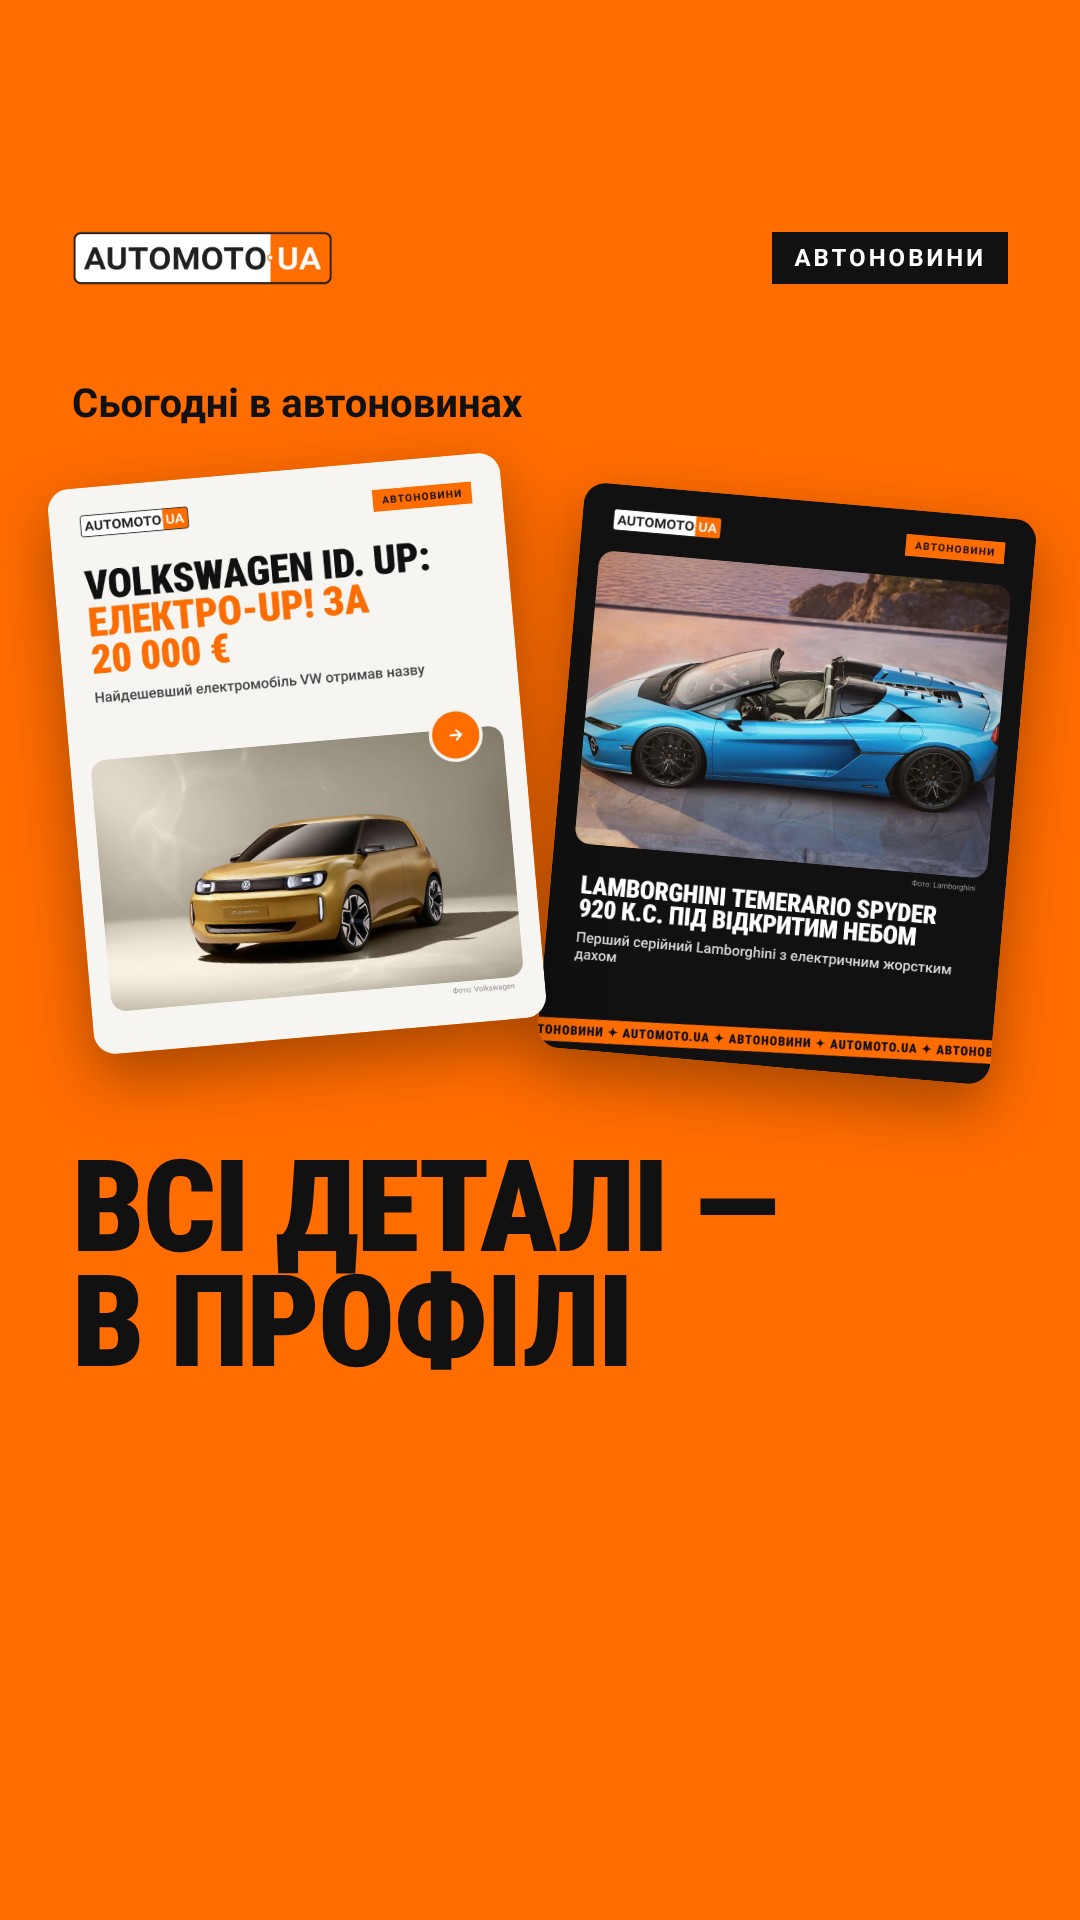 AUTOMOTO UA
АВТОНОВИНИ
Сьогодні в автоновинах
AUTOMOTO UA
АВТОНОВИНИ
VOLKSWAGEN ID. UP:
ЕЛЕКТРО-UP! ЗА
20 000 €
Найдешевший електромобіль VW отримав назву
Фото: Volkswagen
AUTOMOTO UA
АВТОНОВИНИ
Фото: Lamborghini
LAMBORGHINI TEMERARIO SPYDER
920 К.С. ПІД ВІДКРИТИМ НЕБОМ
Перший серійний Lamborghini з електричним жорстким
дахом
ТОНОВИНИ ✦ AUTOMOTO.UA ✦ АВТОНОВИНИ ✦ AUTOMOTO.UA ✦ АВТОНОВ
ВСІ ДЕТАЛІ —
В ПРОФІЛІ